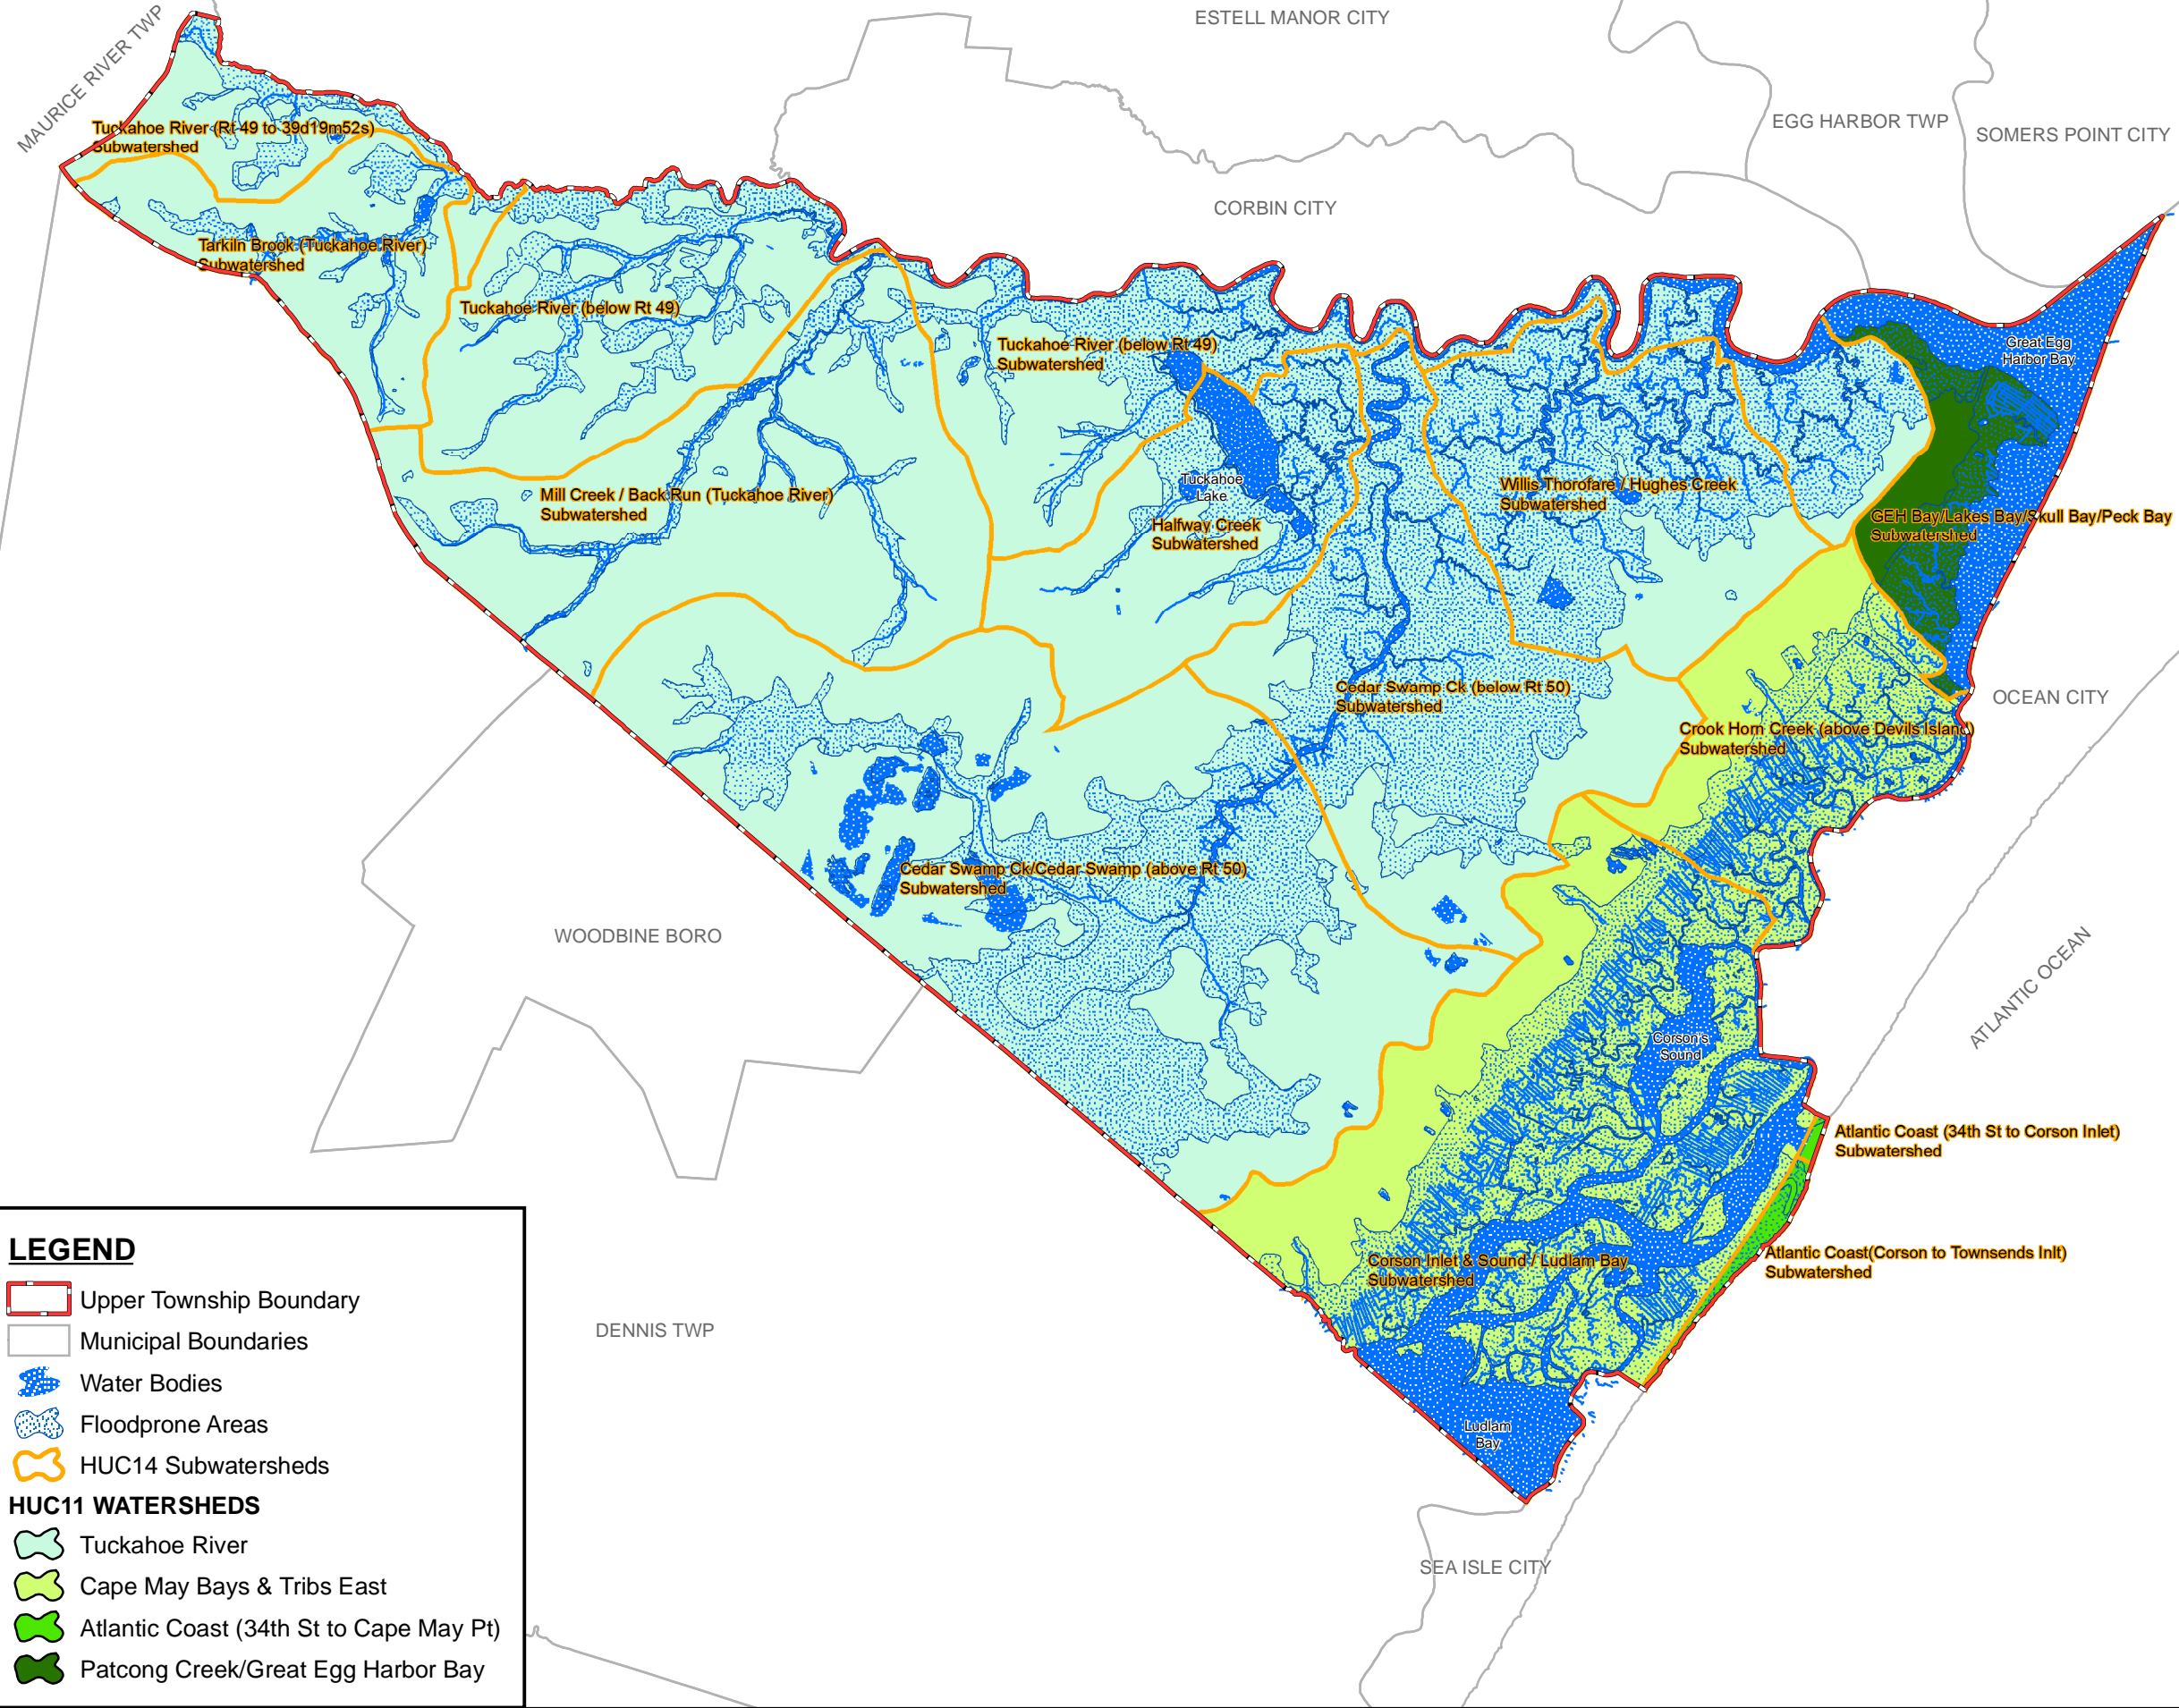 ESTELL MANOR CITY
MAURICE RIVER TWP
EGG HARBOR TWP
SOMERS POINT CITY
Tuckahoe River (Rt 49 to 39d19m52s)
Subwatershed
CORBIN CITY
Tarkiln Brook (Tuckahoe River)
Subwatershed
Tuckahoe River (below Rt 49)
Tuckahoe River (below Rt 49)
Subwatershed
Great Egg
Harbor Bay
Tuckahoe
Lake
Mill Creek / Back Run (Tuckahoe River)
Subwatershed
Willis Thorofare / Hughes Creek
Subwatershed
Halfway Creek
Subwatershed
GEH Bay/Lakes Bay/Skull Bay/Peck Bay
Subwatershed
Cedar Swamp Ck (below Rt 50)
Subwatershed
OCEAN CITY
Crook Horn Creek (above Devils Island)
Subwatershed
Cedar Swamp Ck/Cedar Swamp (above Rt 50)
Subwatershed
WOODBINE BORO
ATLANTIC OCEAN
Corson's
Sound
Atlantic Coast (34th St to Corson Inlet)
Subwatershed
Corson Inlet & Sound / Ludlam Bay
Subwatershed
Atlantic Coast(Corson to Townsends Inlt)
Subwatershed
DENNIS TWP
Ludlam
Bay
SEA ISLE CITY
LEGEND
Upper Township Boundary
Municipal Boundaries
Water Bodies
Floodprone Areas
HUC14 Subwatersheds
HUC11 WATERSHEDS
Tuckahoe River
Cape May Bays & Tribs East
Atlantic Coast (34th St to Cape May Pt)
Patcong Creek/Great Egg Harbor Bay